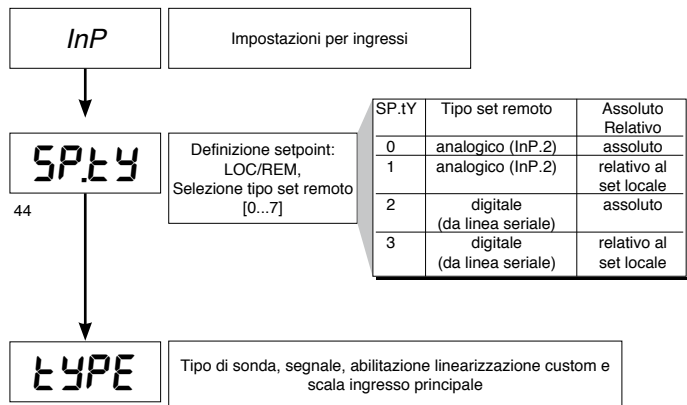 InP
Impostazioni per ingressi
SP.tY
44
Definizione setpoint:
LOC/REM,
Selezione tipo set remoto
[0...7]
SP.tY Tipo set remoto Assoluto
Relativo
0 analogico (InP.2) assoluto
1 analogico (InP.2) relativo al
set locale
2 digitale assoluto
(da linea seriale)
3 digitale relativo al
(da linea seriale) set locale
tYPE
Tipo di sonda, segnale, abilitazione linearizzazione custom e
scala ingresso principale